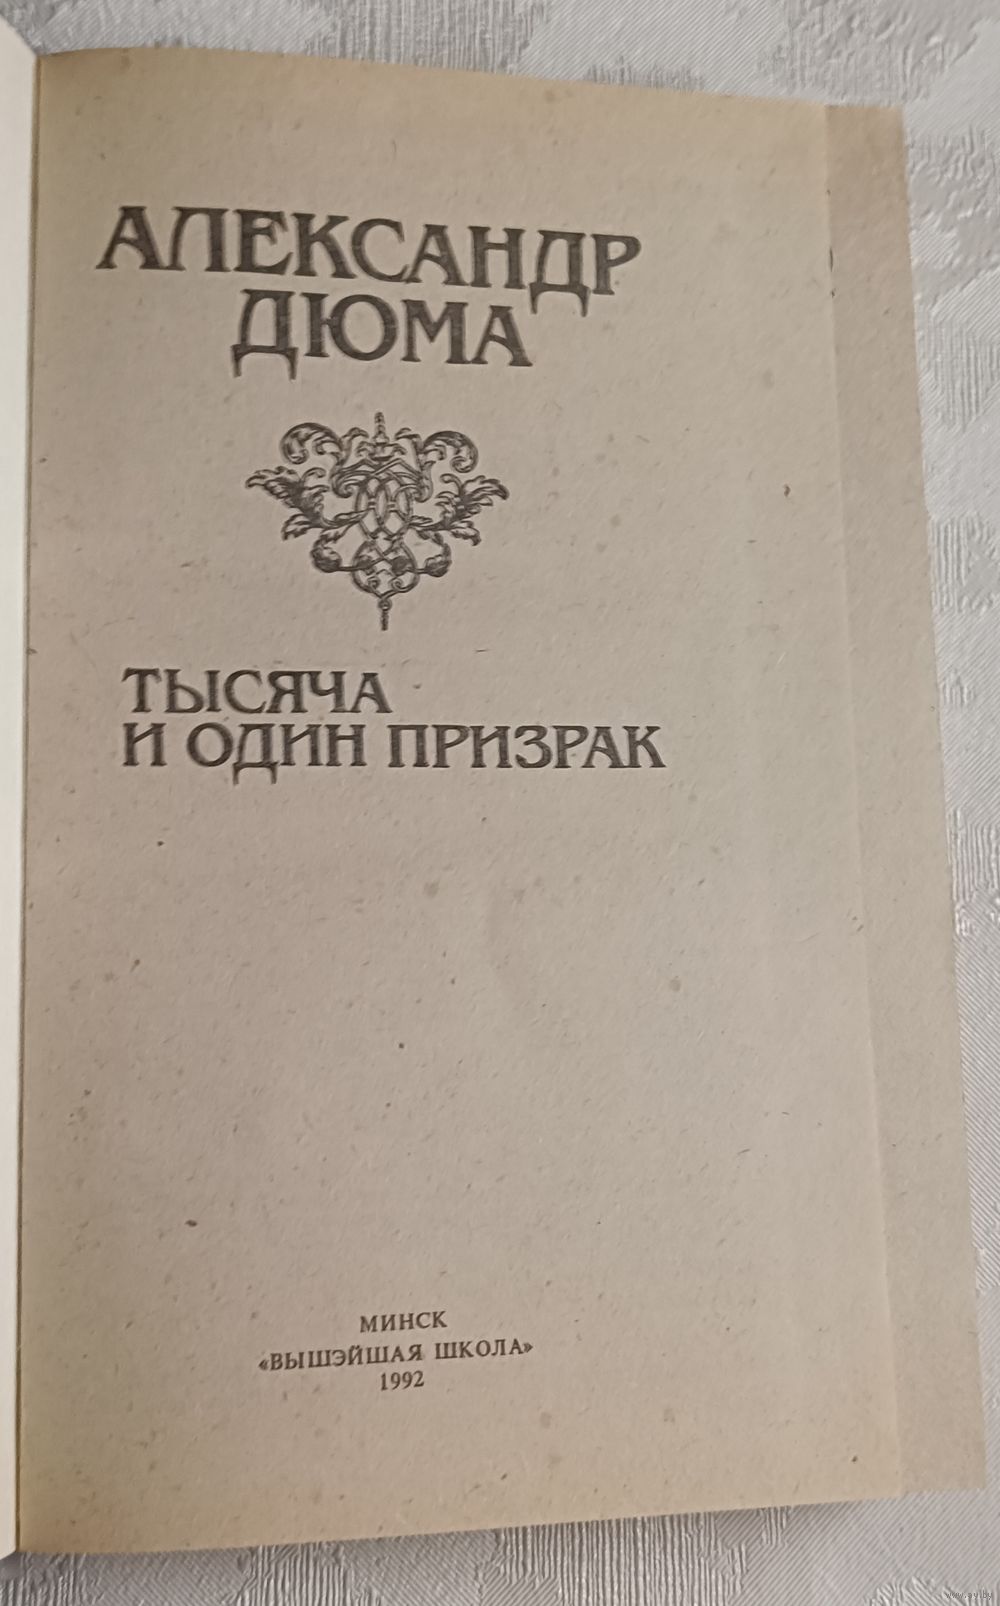 АЛЕКСАНДР
ДЮМА
ТЫСЯЧА
И ОДИН ПРИЗРАК
МИНСК
«ВЫШЭЙШАЯ ШКОЛА»
1992